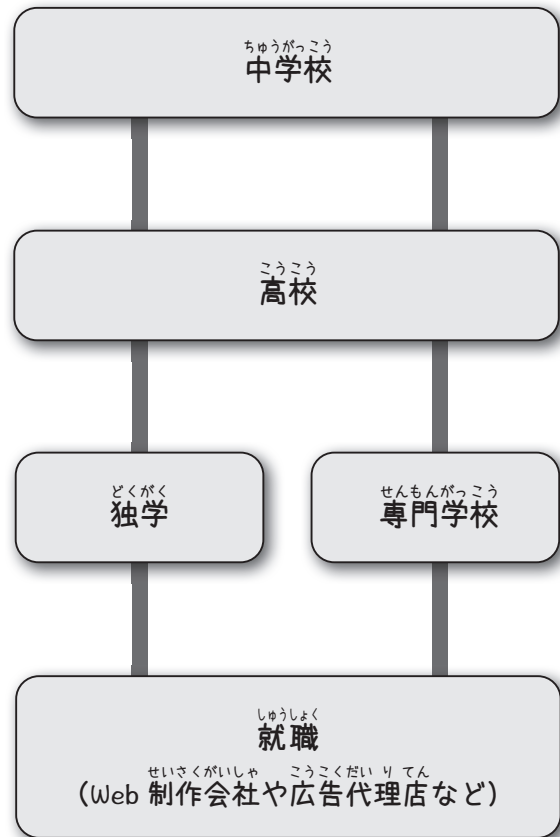 ちゅうがっこう
中学校
こうこう
高校
どくがく
独学
せんもんがっこう
専門学校
しゅうしょく
就職
せいさくがいしゃ こうこくだいりてん
(Web 制作会社や広告代理店など)